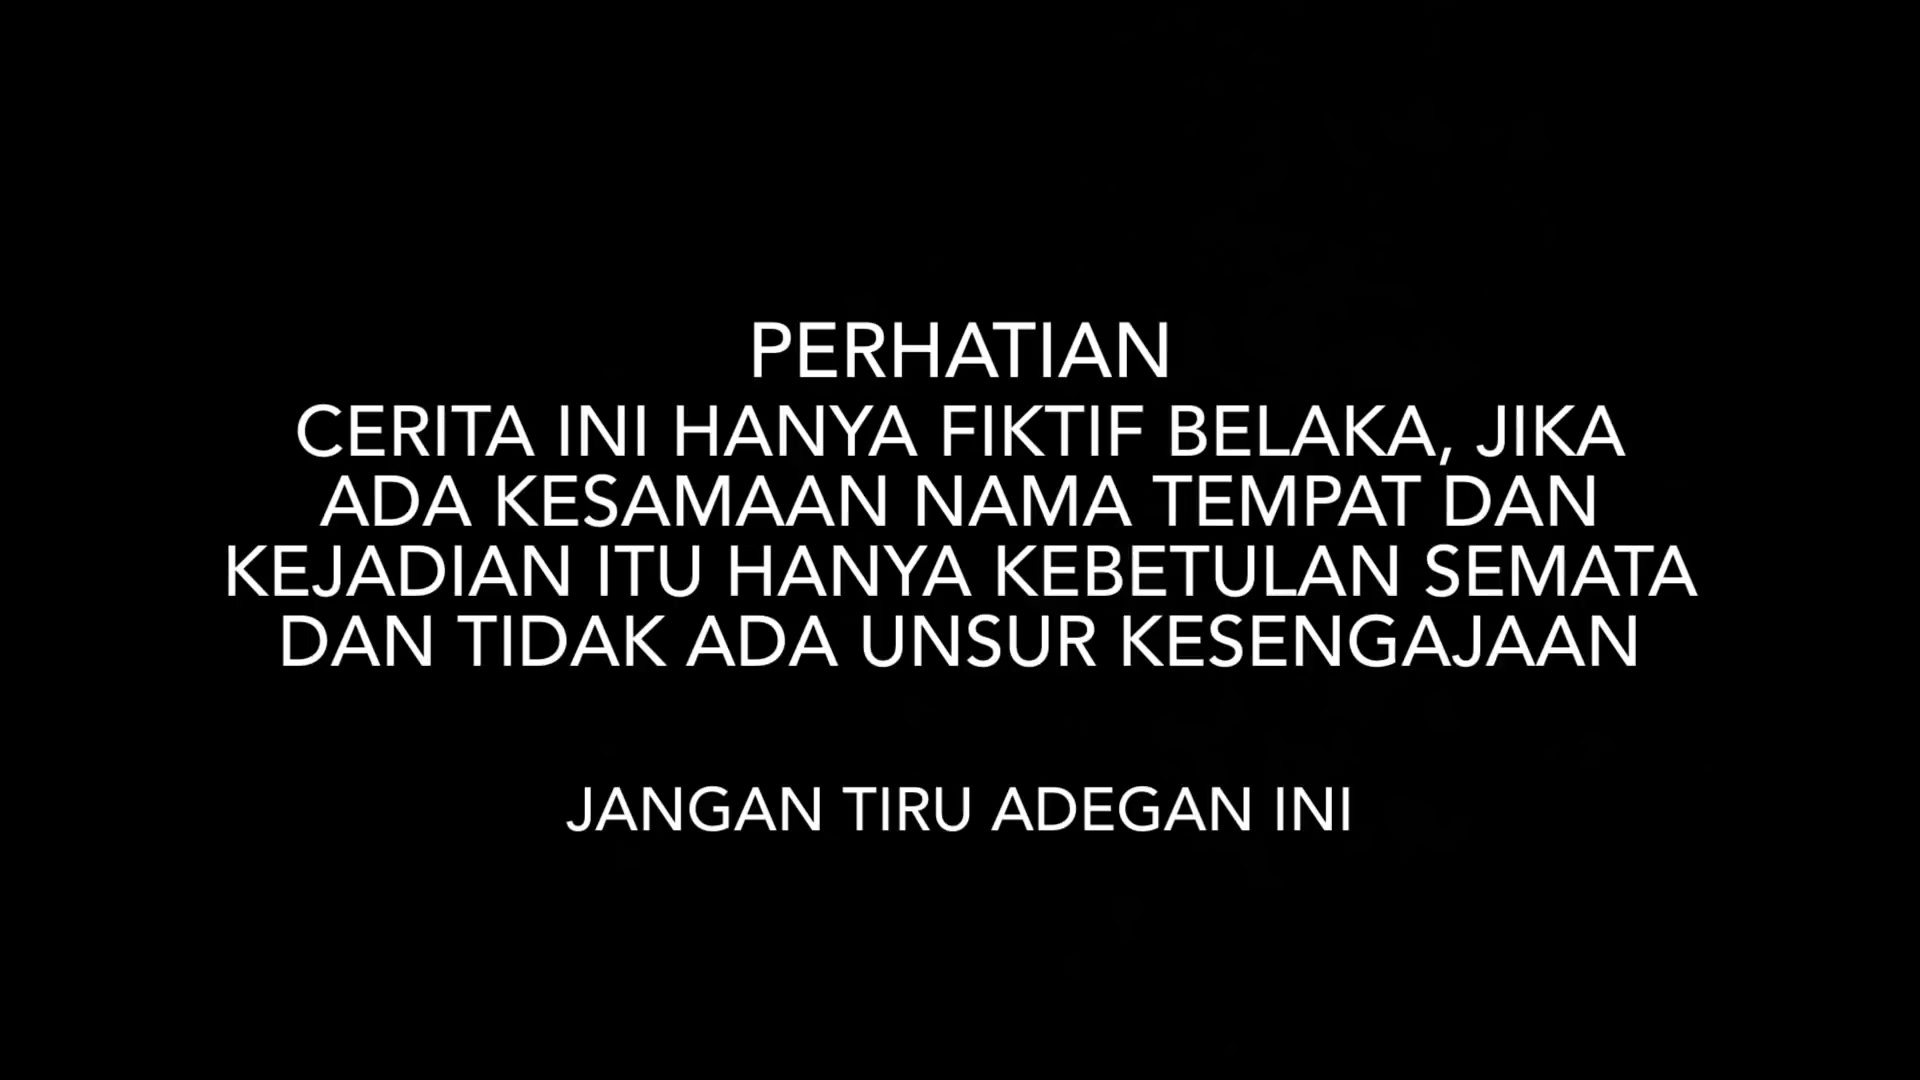 PERHATIAN
CERITA INI HANYA FIKTIF BELAKA, JIKA
ADA KESAMAAN NAMA TEMPAT DAN
KEJADIAN ITU HANYA KEBETULAN SEMATA
DAN TIDAK ADA UNSUR KESENGAJAAN
JANGAN TIRU ADEGAN INI